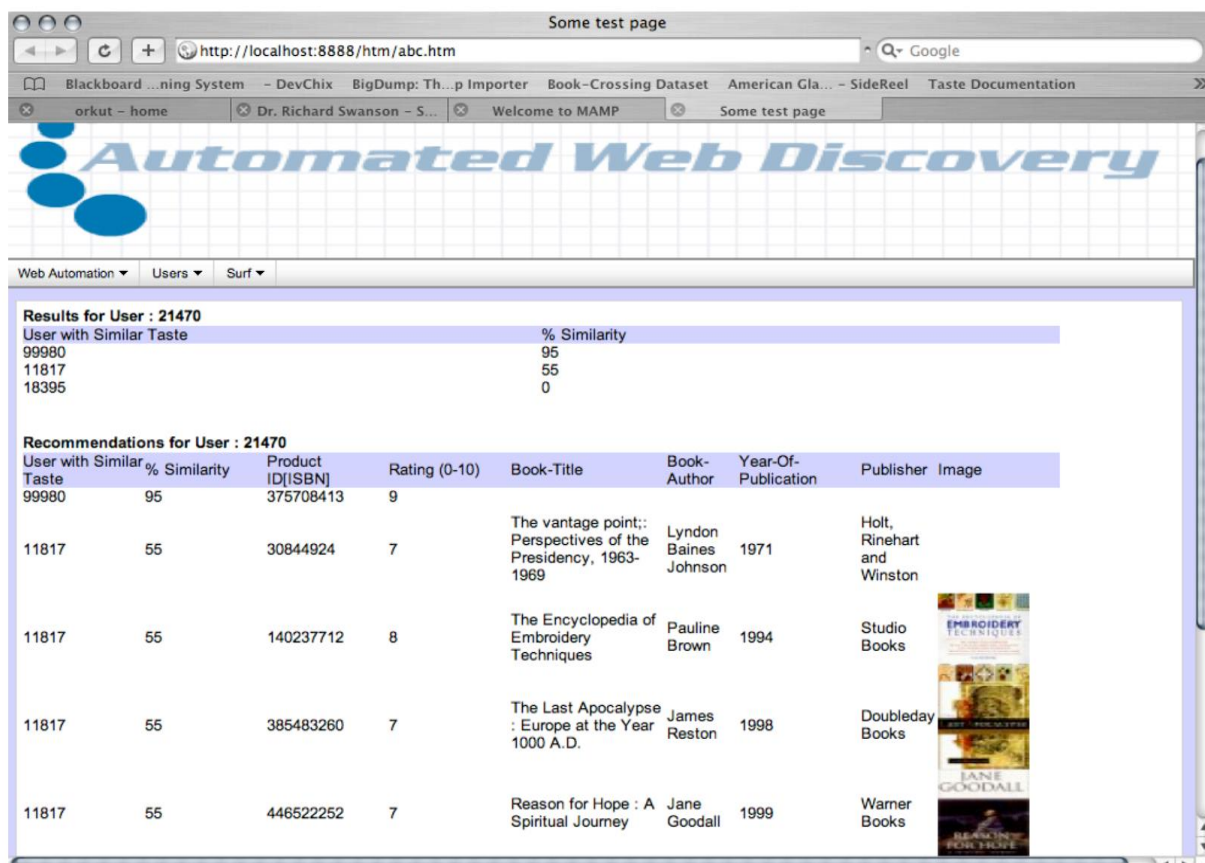 Some test page
http://localhost:8888/htm/abc.htm
Google
Blackboard ...ning System - DevChix BigDump: Th...p Importer Book-Crossing Dataset American Gla... - SideReel Taste Documentation
orkut - home Dr. Richard Swanson - S... Welcome to MAMP Some test page
Automated Web Discovery
Web Automation Users Surf
Results for User : 21470
User with Similar Taste % Similarity
99980 95
11817 55
18395 0
Recommendations for User : 21470
User with Similar Taste % Similarity Product ID[ISBN] Rating (0-10) Book-Title Book-Author Year-Of-Publication Publisher Image
99980 95 375708413 9
11817 55 30844924 7 The vantage point;: Perspectives of the Presidency, 1963-1969 Lyndon Baines Johnson 1971 Holt, Rinehart and Winston
11817 55 140237712 8 The Encyclopedia of Embroidery Techniques Pauline Brown 1994 Studio Books
EMBROIDERY
TECHNIQUES
11817 55 385483260 7 The Last Apocalypse : Europe at the Year 1000 A.D. James Reston 1998 Doubleday Books
11817 55 446522252 7 Reason for Hope : A Spiritual Journey Jane Goodall 1999 Warner Books
JANE
GOODALL
REASON
FOR HOPE